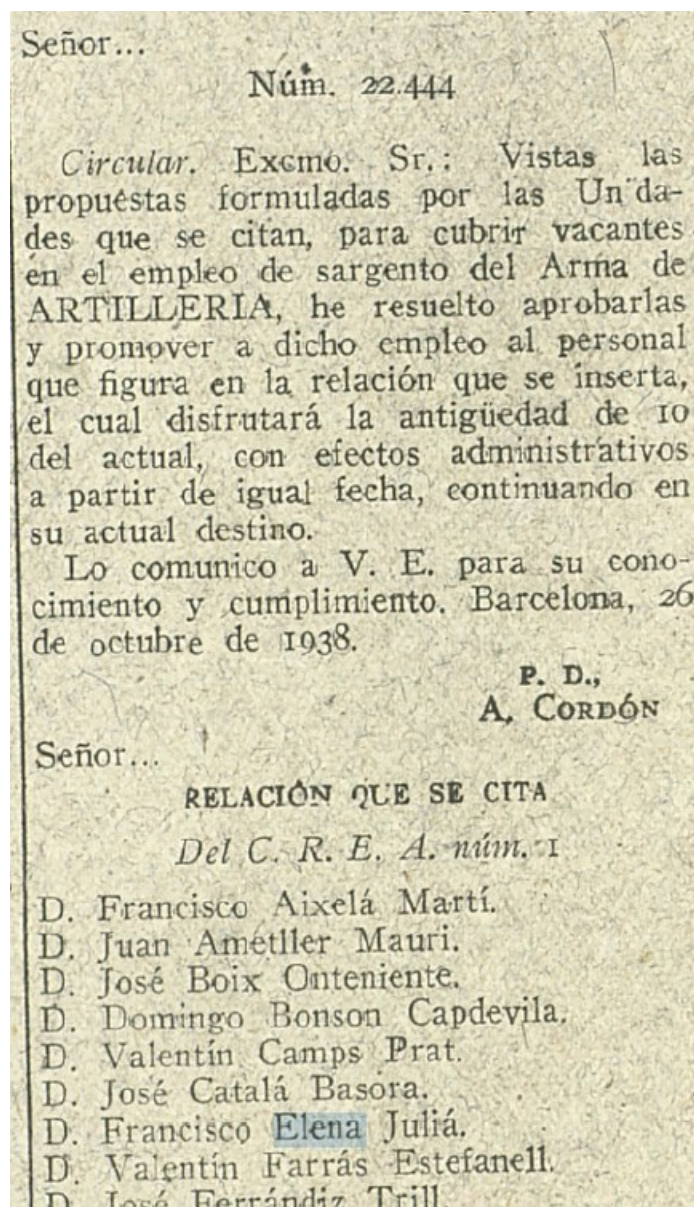 Señor...
Núm. 22.444
Circular. Excmo. Sr.: Vistas las
propuestas formuladas por las Un da-
des que se citan, para cubrir vacantes
en el empleo de sargento del Arma de
ARTILLERIA, he resuelto aprobarlas
y promover a dicho empleo al personal
que figura en la relación que se inserta,
el cual disfrutará la antigüedad de 10
del actual, con efectos administrativos
a partir de igual fecha, continuando en
su actual destino.
Lo comunico a V. E. para su cono-
cimiento y cumplimiento. Barcelona, 26
de octubre de 1938.
P. D.,
A. CORDÓN
Señor...
RELACIÓN QUE SE CITA
Del C. R. E. A. núm. 1
D. Francisco Aixelá Martí.
D. Juan Ametller Mauri.
D. José Boix Onteniente.
D. Domingo Bonson Capdevila.
D. Valentín Camps Prat.
D. José Catalá Basora.
D. Francisco Elena Juliá.
D. Valentín Farrás Estefanell.
D. José Ferrándiz Trill.